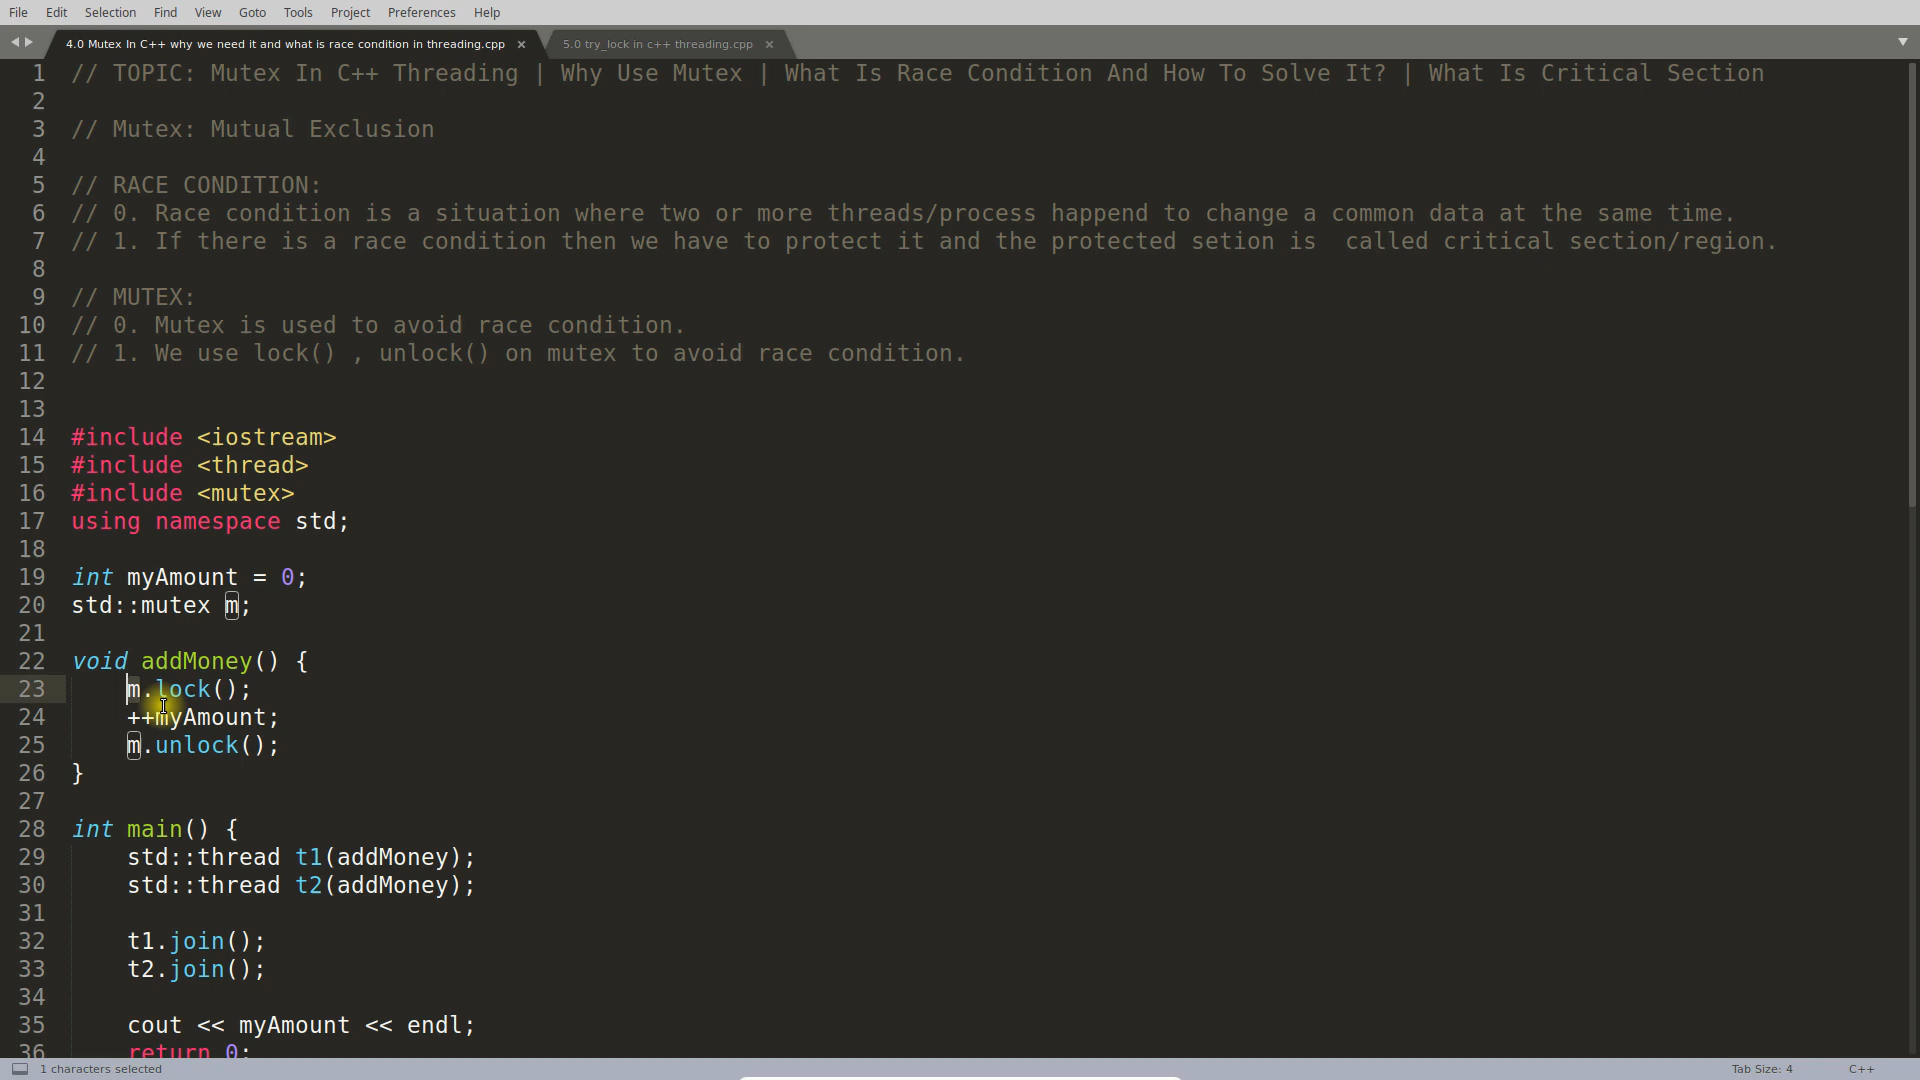 File Edit Selection Find View Goto Tools Project Preferences Help
4.0 Mutex In C++ why we need it and what is race condition in threading.cpp × 5.0 try_lock in c++ threading.cpp ×
1 // TOPIC: Mutex In C++ Threading | Why Use Mutex | What Is Race Condition And How To Solve It? | What Is Critical Section
2
3 // Mutex: Mutual Exclusion
4
5 // RACE CONDITION:
6 // 0. Race condition is a situation where two or more threads/process happend to change a common data at the same time.
7 // 1. If there is a race condition then we have to protect it and the protected setion is  called critical section/region.
8
9 // MUTEX:
10 // 0. Mutex is used to avoid race condition.
11 // 1. We use lock() , unlock() on mutex to avoid race condition.
12
13
14 #include <iostream>
15 #include <thread>
16 #include <mutex>
17 using namespace std;
18
19 int myAmount = 0;
20 std::mutex m;
21
22 void addMoney() {
23     m.lock();
24     ++myAmount;
25     m.unlock();
26 }
27
28 int main() {
29     std::thread t1(addMoney);
30     std::thread t2(addMoney);
31
32     t1.join();
33     t2.join();
34
35     cout << myAmount << endl;
36     return 0;
1 characters selected Tab Size: 4 C++